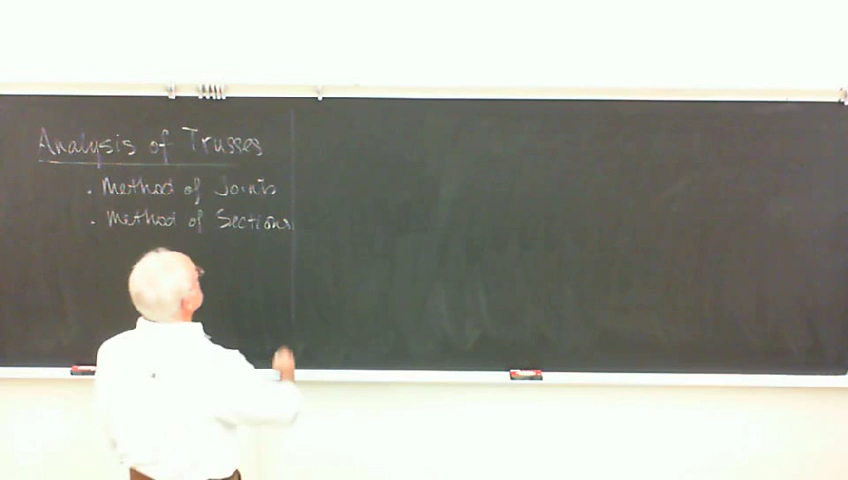 Analysis of Trusses
. Method of Joints
. Method of Sections